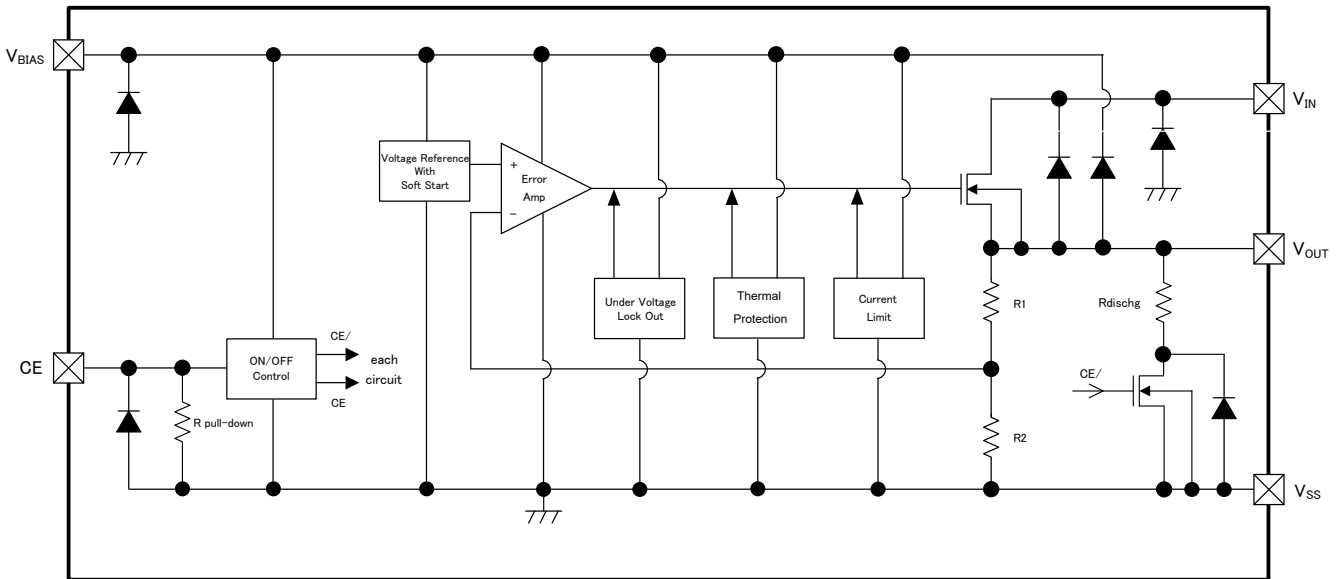 VBIAS
VIN
Voltage Reference
With
Soft Start
+
Error
Amp
−
VOUT
Under Voltage
Lock Out
Thermal
Protection
Current
Limit
R1
Rdischg
CE
ON/OFF
Control
CE/
each
circuit
CE
CE/
R pull-down
R2
VSS